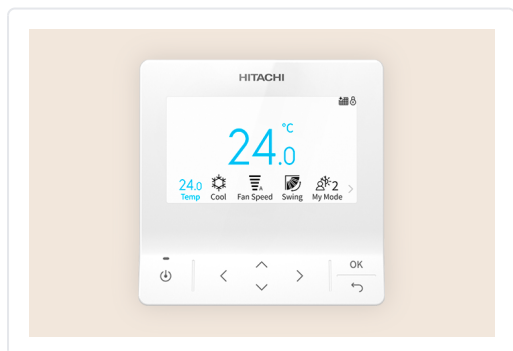 HITACHI
°C
24.0
24.0
Temp Cool Fan Speed Swing My Mode
A
2
OK